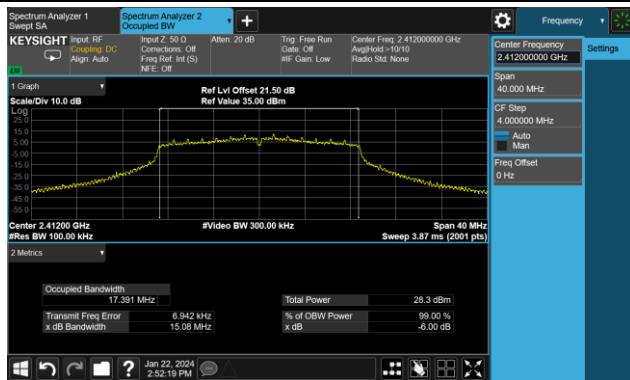 Spectrum Analyzer 1
Swept SA
Spectrum Analyzer 2
Occupied BW
+
Frequency
KEYSIGHT
Input: RF
Coupling: DC
Align: Auto
Input Z: 50 Ω
Corrections: Off
Freq Ref: Int (S)
NFE: Off
Atten: 20 dB
Trig: Free Run
Gate: Off
#IF Gain: Low
Center Freq: 2.412000000 GHz
Avg|Hold:>10/10
Radio Std: None
Center Frequency
2.412000000 GHz
Settings
Span
40.000 MHz
CF Step
4.000000 MHz
Auto
Man
Freq Offset
0 Hz
1 Graph
Scale/Div 10.0 dB
Ref Lvl Offset 21.50 dB
Ref Value 35.00 dBm
Log
25.0
15.0
5.00
-5.00
-15.0
-25.0
-35.0
-45.0
-55.0
Center 2.41200 GHz
#Res BW 100.00 kHz
#Video BW 300.00 kHz
Span 40 MHz
Sweep 3.87 ms (2001 pts)
2 Metrics
Occupied Bandwidth
17.391 MHz
Total Power 28.3 dBm
Transmit Freq Error 6.942 kHz
% of OBW Power 99.00 %
x dB Bandwidth 15.08 MHz
x dB -6.00 dB
?
Jan 22, 2024
2:52:19 PM